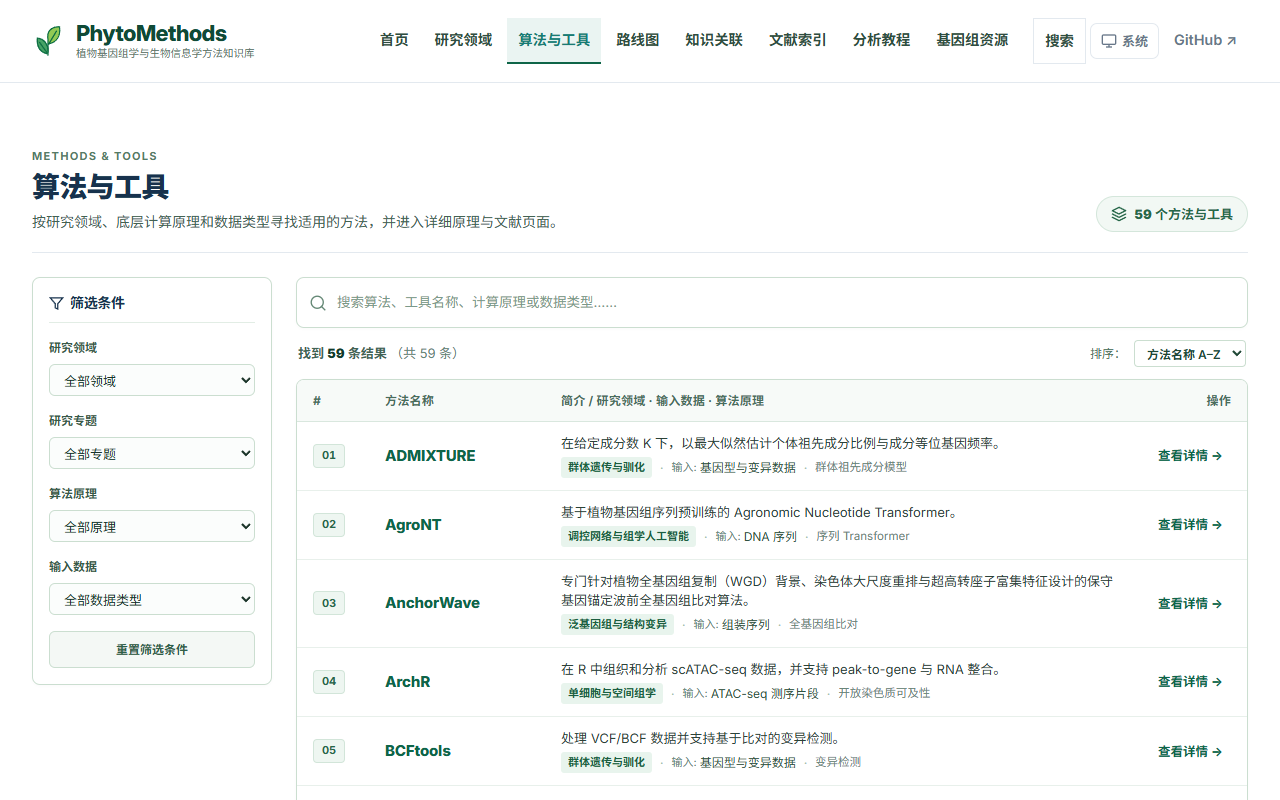 PhytoMethods
植物基因组学与生物信息学方法知识库
首页 研究领域 算法与工具 路线图 知识关联 文献索引 分析教程 基因组资源 搜索 系统 GitHub ↗
METHODS & TOOLS
算法与工具
按研究领域、底层计算原理和数据类型寻找适用的方法，并进入详细原理与文献页面。
59 个方法与工具
筛选条件
研究领域
全部领域
研究专题
全部专题
算法原理
全部原理
输入数据
全部数据类型
重置筛选条件
搜索算法、工具名称、计算原理或数据类型……
找到 59 条结果 （共 59 条）
排序： 方法名称 A–Z
# 方法名称 简介 / 研究领域 · 输入数据 · 算法原理 操作
01 ADMIXTURE 在给定成分数 K 下，以最大似然估计个体祖先成分比例与成分等位基因频率。
群体遗传与驯化 · 输入: 基因型与变异数据 · 群体祖先成分模型
查看详情 →
02 AgroNT 基于植物基因组序列预训练的 Agronomic Nucleotide Transformer。
调控网络与组学人工智能 · 输入: DNA 序列 · 序列 Transformer
查看详情 →
03 AnchorWave 专门针对植物全基因组复制（WGD）背景、染色体大尺度重排与超高转座子富集特征设计的保守
基因锚定波前全基因组比对算法。
泛基因组与结构变异 · 输入: 组装序列 · 全基因组比对
查看详情 →
04 ArchR 在 R 中组织和分析 scATAC-seq 数据，并支持 peak-to-gene 与 RNA 整合。
单细胞与空间组学 · 输入: ATAC-seq 测序片段 · 开放染色质可及性
查看详情 →
05 BCFtools 处理 VCF/BCF 数据并支持基于比对的变异检测。
群体遗传与驯化 · 输入: 基因型与变异数据 · 变异检测
查看详情 →